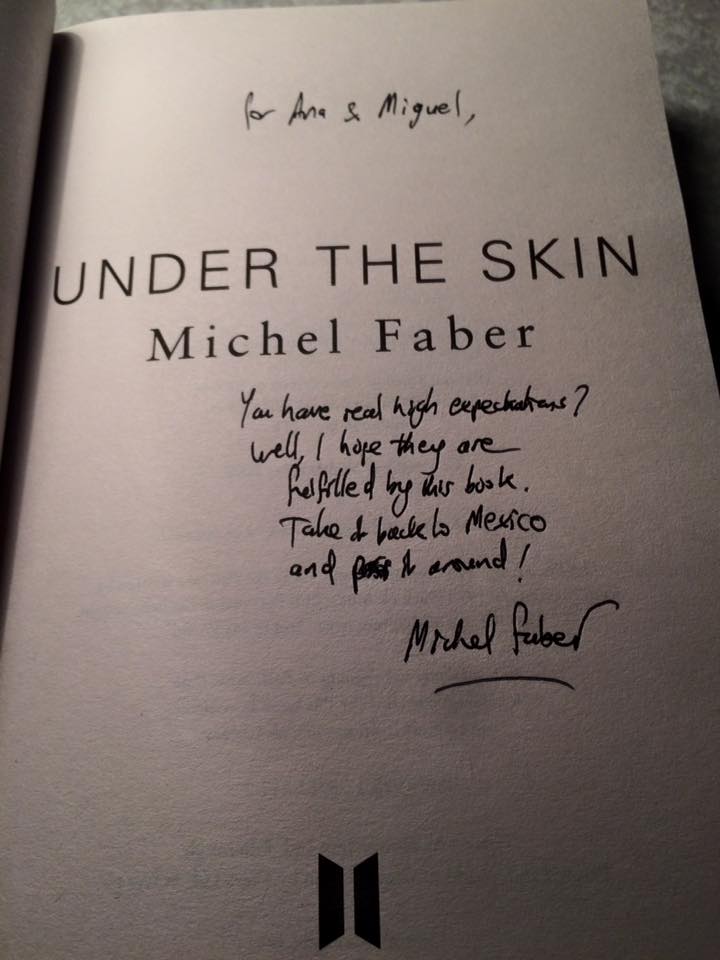 for Ana & Miguel,
UNDER THE SKIN
Michel Faber
You have real high expectations?
Well, I hope they are
fulfilled by this book.
Take it back to Mexico
and pass it around!
Michel Faber